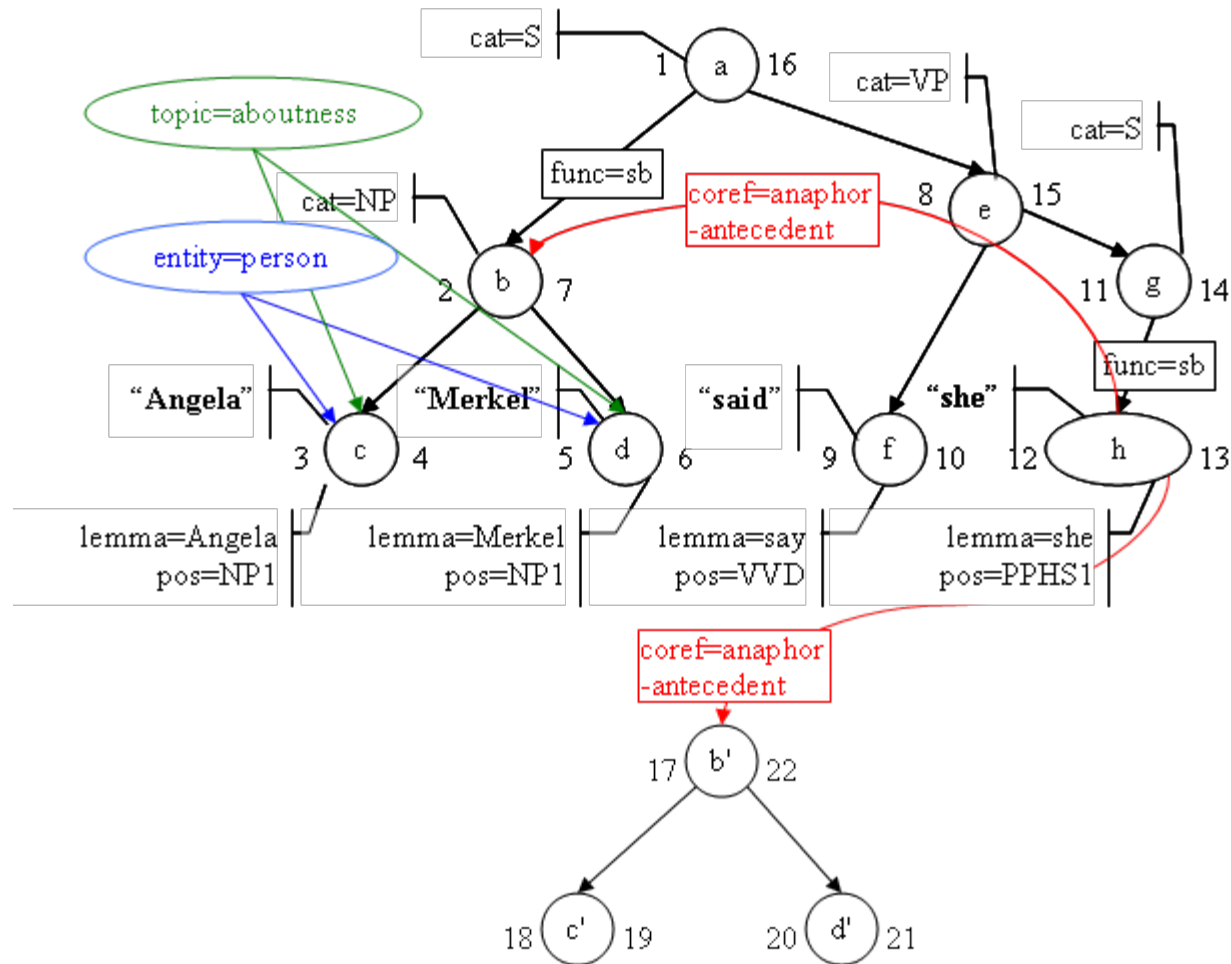 cat=S
1 a 16
cat=VP
topic=aboutness
cat=S
func=sb
cat=NP
coref=anaphor
-antecedent
8 e 15
entity=person
2 b 7
11 g 14
func=sb
“Angela”
“Merkel”
“said”
“she”
3 c 4
5 d 6
9 f 10
12 h 13
lemma=Angela
pos=NP1
lemma=Merkel
pos=NP1
lemma=say
pos=VVD
lemma=she
pos=PPHS1
coref=anaphor
-antecedent
17 b' 22
18 c' 19
20 d' 21